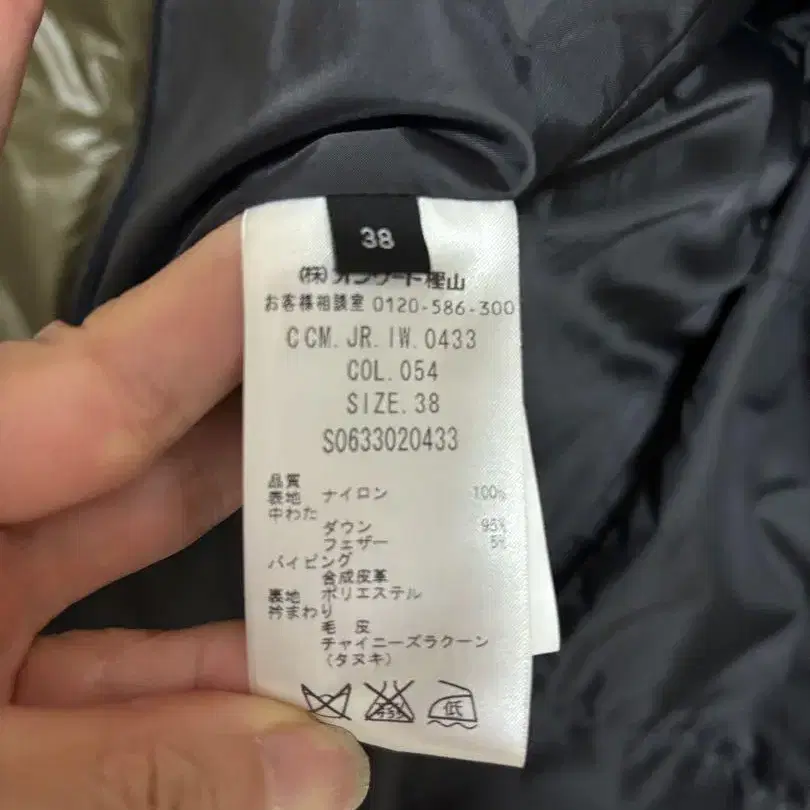 38
(株)オンワード樫山
お客様相談室 0120-586-300
CCM.JR.IW.0433
COL.054
SIZE.38
S0633020433
品質
表地 ナイロン 100%
中わた
ダウン 95%
フェザー 5%
パイピング
合成皮革
裏地 ポリエステル
衿まわり
毛 皮
チャイニーズラクーン
(タヌキ)
低